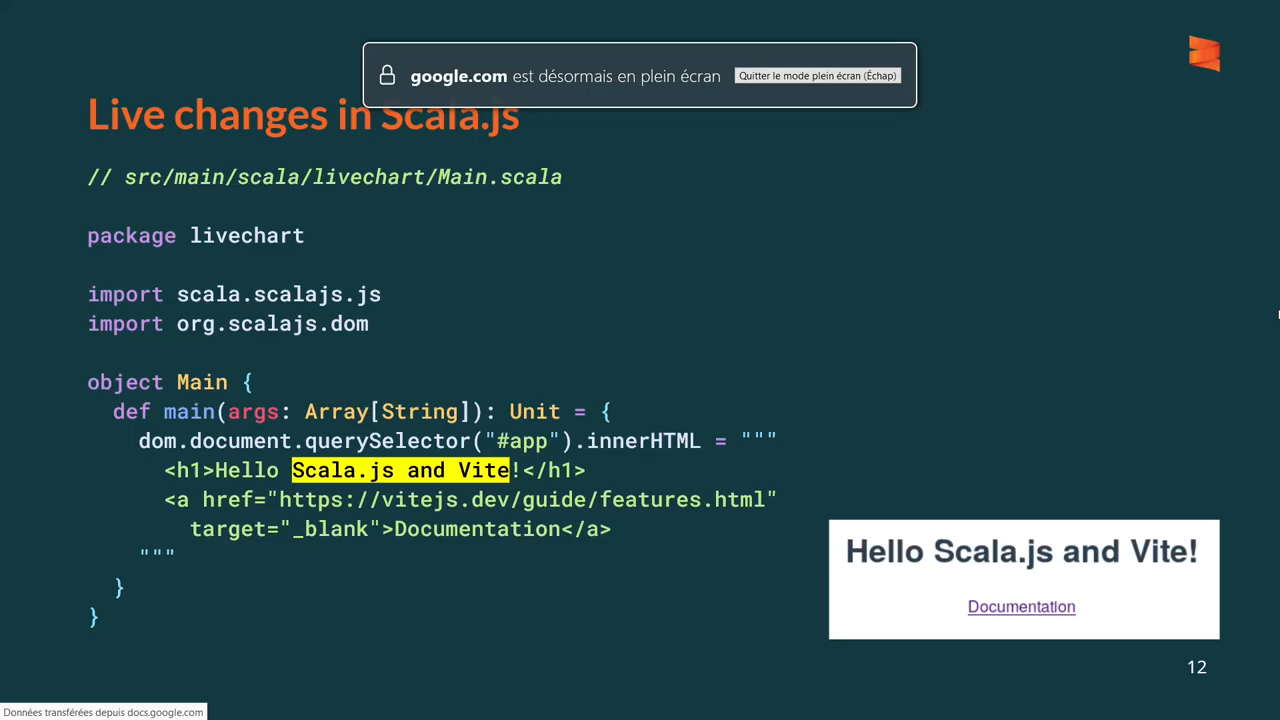 google.com est désormais en plein écran Quitter le mode plein écran (Échap)
Live changes in Scala.js
// src/main/scala/livechart/Main.scala
package livechart
import scala.scalajs.js
import org.scalajs.dom
object Main {
def main(args: Array[String]): Unit = {
dom.document.querySelector("#app").innerHTML = """
<h1>Hello Scala.js and Vite!</h1>
<a href="https://vitejs.dev/guide/features.html"
target="_blank">Documentation</a>
"""
}
}
Hello Scala.js and Vite!
Documentation
12
Données transférées depuis docs.google.com